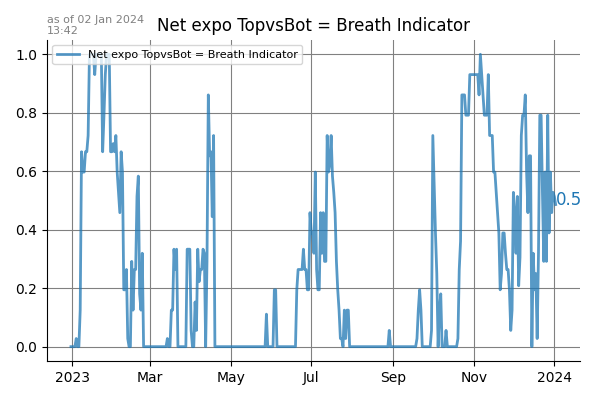 as of 02 Jan 2024
13:42
Net expo TopvsBot = Breath Indicator
Net expo TopvsBot = Breath Indicator
1.0
0.8
0.6
0.4
0.2
0.0
0.5
2023 Mar May Jul Sep Nov 2024